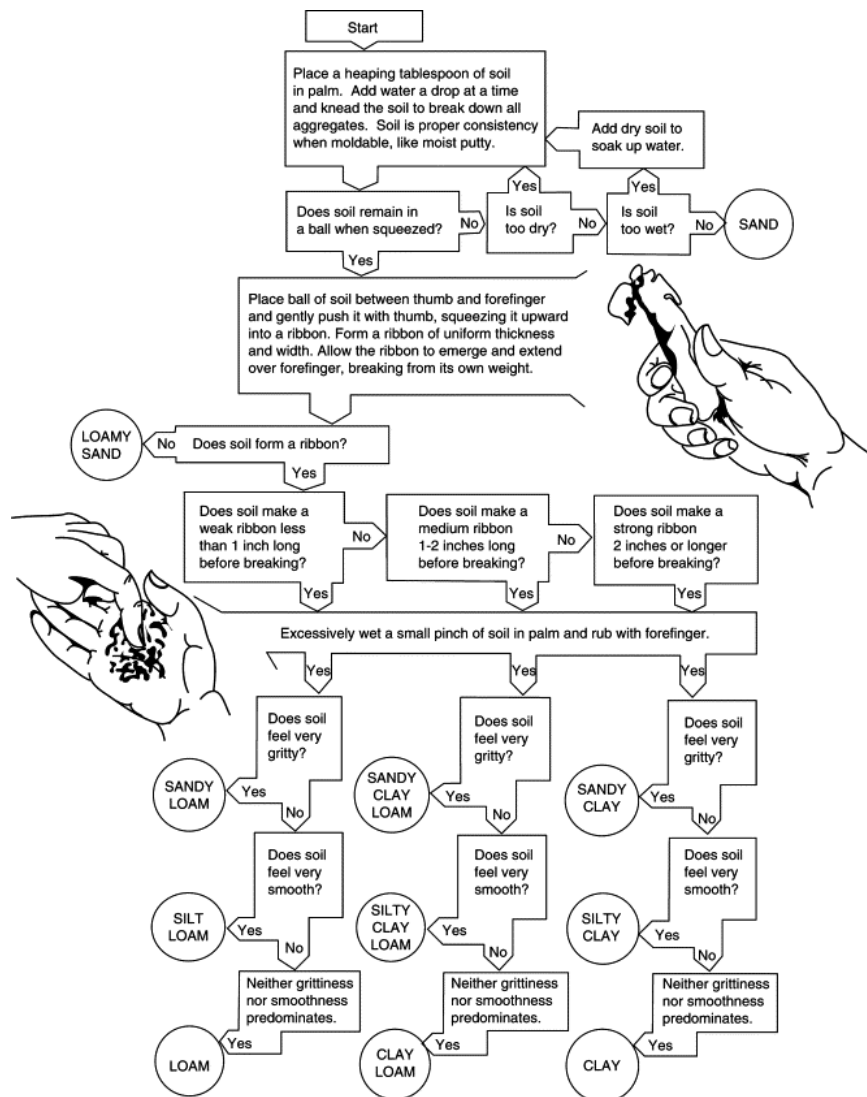 Start
Place a heaping tablespoon of soil
in palm. Add water a drop at a time
and knead the soil to break down all
aggregates. Soil is proper consistency
when moldable, like moist putty.
Add dry soil to
soak up water.
Yes
Yes
Does soil remain in
a ball when squeezed?
No
Is soil
too dry?
No
Is soil
too wet?
No
SAND
Yes
Place ball of soil between thumb and forefinger
and gently push it with thumb, squeezing it upward
into a ribbon. Form a ribbon of uniform thickness
and width. Allow the ribbon to emerge and extend
over forefinger, breaking from its own weight.
LOAMY
SAND
No
Does soil form a ribbon?
Yes
Does soil make a
weak ribbon less
than 1 inch long
before breaking?
No
Does soil make a
medium ribbon
1-2 inches long
before breaking?
No
Does soil make a
strong ribbon
2 inches or longer
before breaking?
Yes
Yes
Yes
Excessively wet a small pinch of soil in palm and rub with forefinger.
Yes
Yes
Yes
Does soil
feel very
gritty?
Does soil
feel very
gritty?
Does soil
feel very
gritty?
SANDY
LOAM
Yes
No
SANDY
CLAY
LOAM
Yes
No
SANDY
CLAY
Yes
No
Does soil
feel very
smooth?
Does soil
feel very
smooth?
Does soil
feel very
smooth?
SILT
LOAM
Yes
No
SILTY
CLAY
LOAM
Yes
No
SILTY
CLAY
Yes
No
Neither grittiness
nor smoothness
predominates.
Neither grittiness
nor smoothness
predominates.
Neither grittiness
nor smoothness
predominates.
LOAM
Yes
CLAY
LOAM
Yes
CLAY
Yes